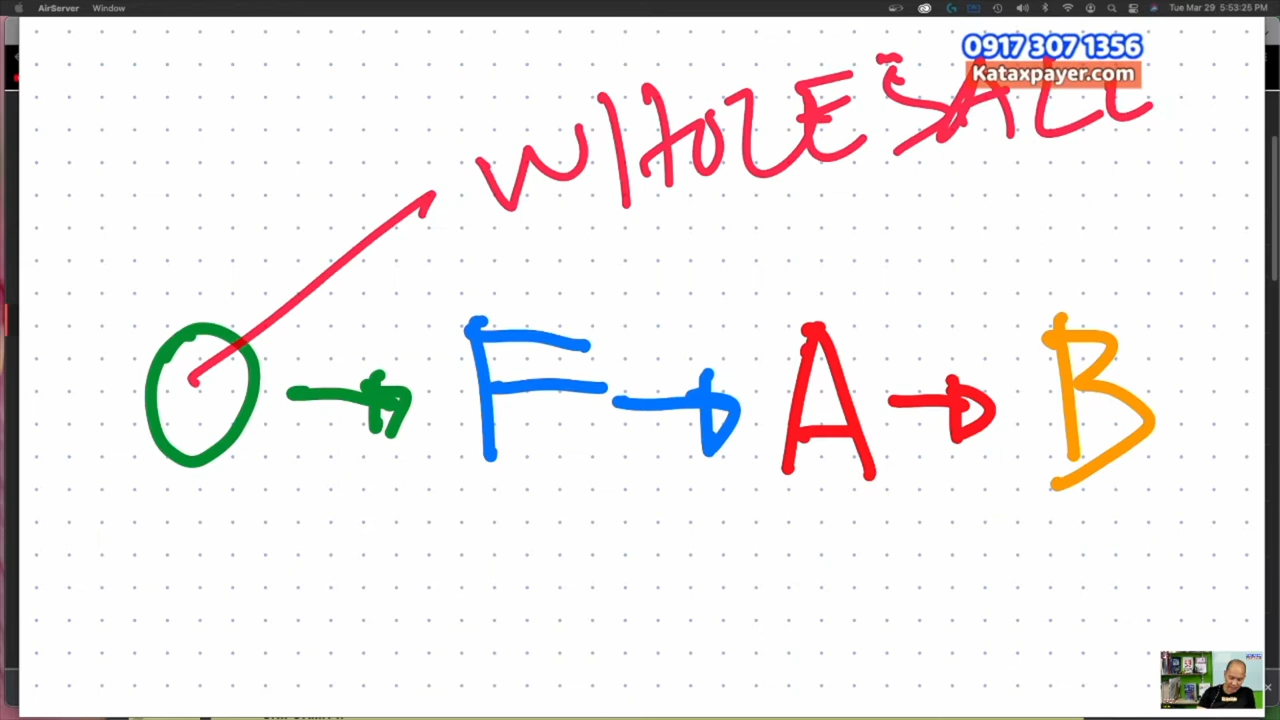 AirServer Window Tue Mar 29 5:53:25 PM
0917 307 1356
Kataxpayer.com
WHOLESALE
O → F → A → B